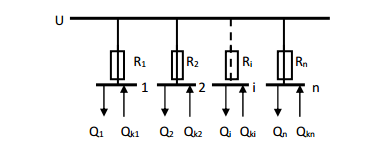 U
R1 R2 Ri Rn
1 2 i n
Q1 Qk1 Q2 Qk2 Qi Qki Qn Qkn